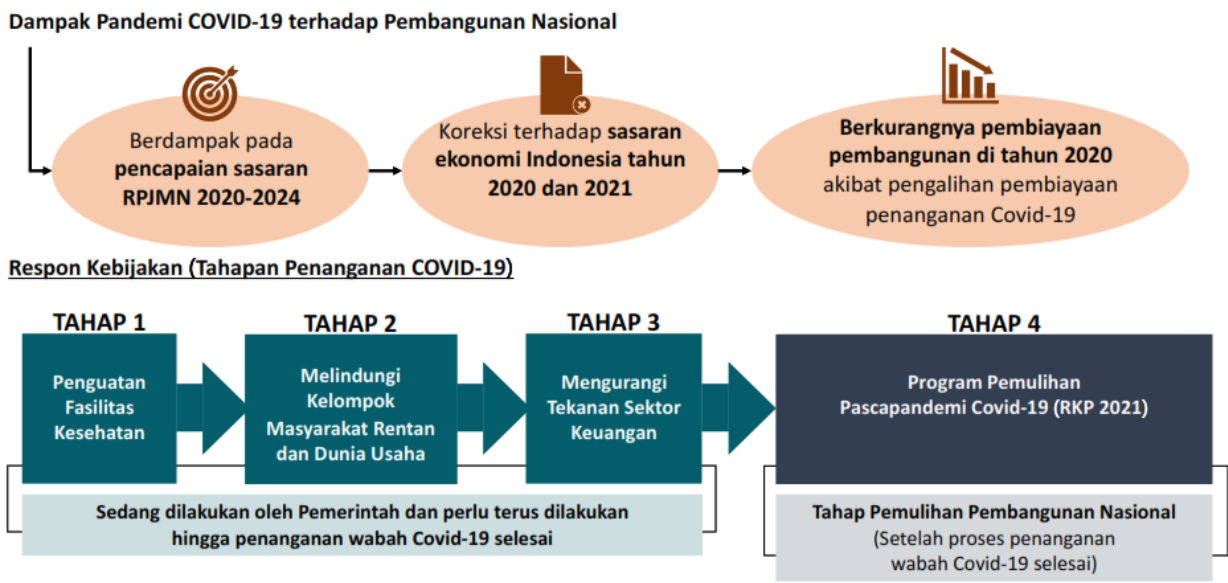 Dampak Pandemi COVID-19 terhadap Pembangunan Nasional
Berdampak pada
pencapaian sasaran
RPJMN 2020-2024
Koreksi terhadap sasaran
ekonomi Indonesia tahun
2020 dan 2021
Berkurangnya pembiayaan
pembangunan di tahun 2020
akibat pengalihan pembiayaan
penanganan Covid-19
Respon Kebijakan (Tahapan Penanganan COVID-19)
TAHAP 1
Penguatan
Fasilitas
Kesehatan
TAHAP 2
Melindungi
Kelompok
Masyarakat Rentan
dan Dunia Usaha
TAHAP 3
Mengurangi
Tekanan Sektor
Keuangan
TAHAP 4
Program Pemulihan
Pascapandemi Covid-19 (RKP 2021)
Sedang dilakukan oleh Pemerintah dan perlu terus dilakukan
hingga penanganan wabah Covid-19 selesai
Tahap Pemulihan Pembangunan Nasional
(Setelah proses penanganan
wabah Covid-19 selesai)